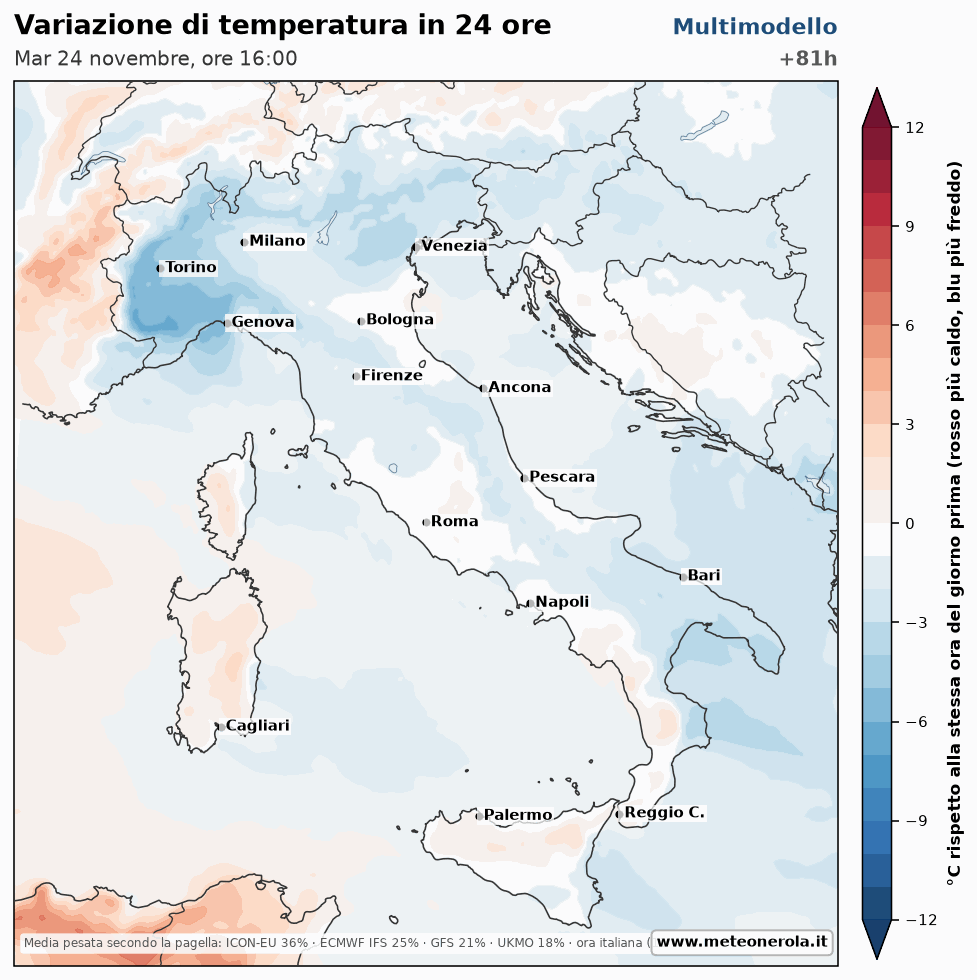 Variazione di temperatura in 24 ore
Multimodello
Mar 24 novembre, ore 16:00
+81h
Milano
Venezia
Torino
Genova
Bologna
Firenze
Ancona
Pescara
Roma
Bari
Napoli
Cagliari
Palermo
Reggio C.
12
9
6
3
0
−3
−6
−9
−12
°C rispetto alla stessa ora del giorno prima (rosso più caldo, blu più freddo)
Media pesata secondo la pagella: ICON-EU 36% · ECMWF IFS 25% · GFS 21% · UKMO 18% · ora italiana (
www.meteonerola.it